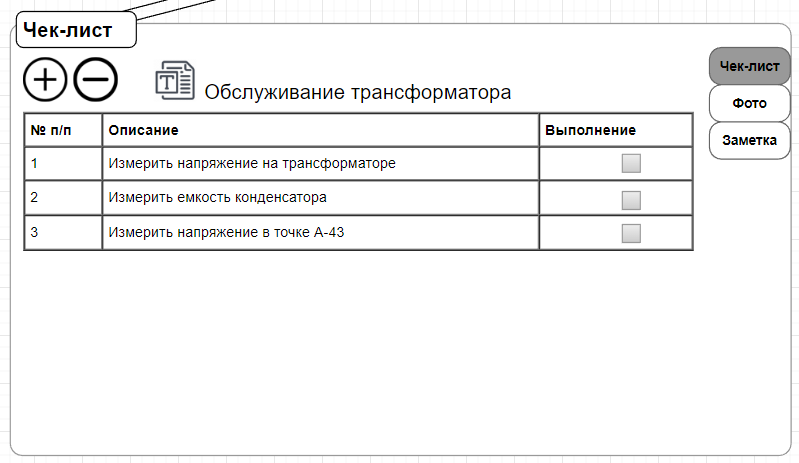 Чек-лист
Обслуживание трансформатора
№ п/п Описание Выполнение
1 Измерить напряжение на трансформаторе
2 Измерить емкость конденсатора
3 Измерить напряжение в точке А-43
Чек-лист
Фото
Заметка